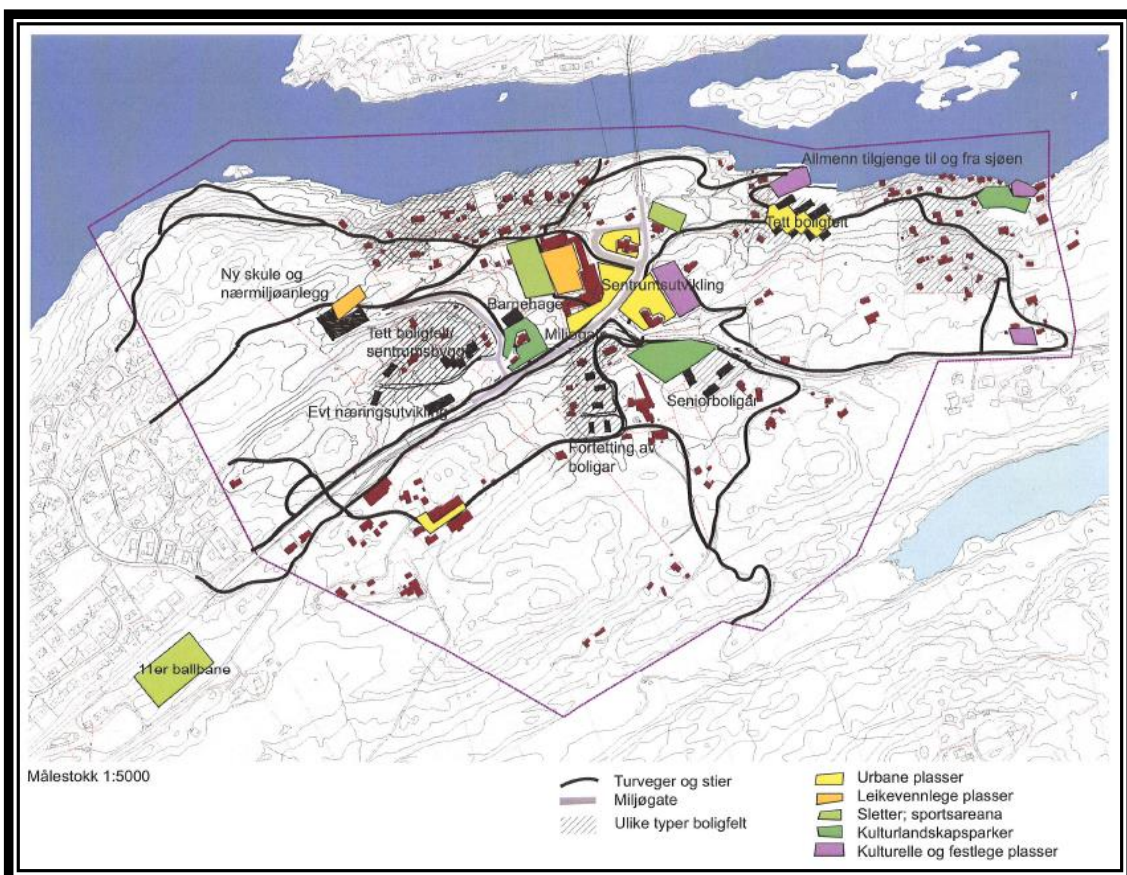 Allmenn tilgjenge til og fra sjøen
Tett boligfelt
Ny skule og
nærmiljøanlegg
Sentrumsutvikling
Barnehage
Tett boligfelt/
sentrumsbygg
Miljøgate
Evt næringsutvikling
Seniorboligar
Fortetting av
boligar
11er ballbane
Målestokk 1:5000
Turveger og stier
Miljøgate
Ulike typer boligfelt
Urbane plasser
Leikevennlege plasser
Sletter; sportsareana
Kulturlandskapsparker
Kulturelle og festlege plasser